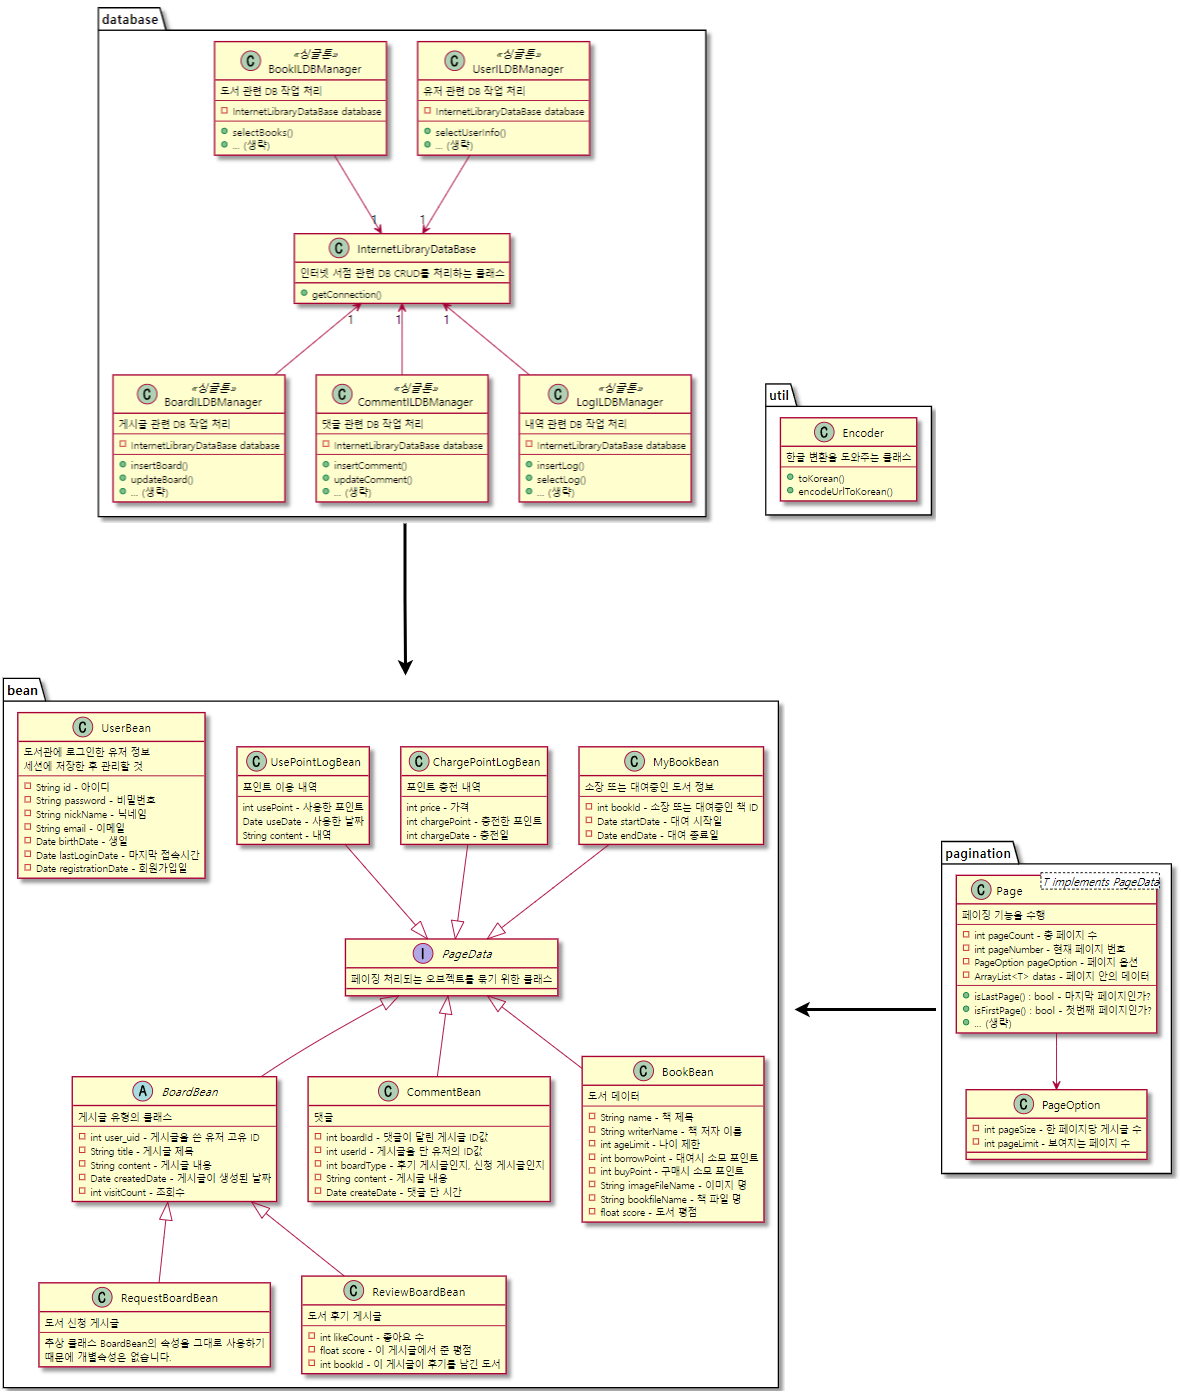 database
«싱글톤»
BookILDBManager
도서 관련 DB 작업 처리
InternetLibraryDataBase database
selectBooks()
... (생략)
«싱글톤»
UserILDBManager
유저 관련 DB 작업 처리
InternetLibraryDataBase database
selectUserInfo()
... (생략)
1
1
C InternetLibraryDataBase
인터넷 서점 관련 DB CRUD를 처리하는 클래스
getConnection()
1
1
1
«싱글톤»
BoardILDBManager
게시글 관련 DB 작업 처리
InternetLibraryDataBase database
insertBoard()
updateBoard()
... (생략)
«싱글톤»
CommentILDBManager
댓글 관련 DB 작업 처리
InternetLibraryDataBase database
insertComment()
updateComment()
... (생략)
«싱글톤»
LogILDBManager
내역 관련 DB 작업 처리
InternetLibraryDataBase database
insertLog()
selectLog()
... (생략)
util
C Encoder
한글 변환을 도와주는 클래스
toKorean()
encodeUrlToKorean()
bean
C UserBean
도서관에 로그인한 유저 정보
세션에 저장한 후 관리할 것
String id - 아이디
String password - 비밀번호
String nickName - 닉네임
String email - 이메일
Date birthDate - 생일
Date lastLoginDate - 마지막 접속시간
Date registrationDate - 회원가입일
C UsePointLogBean
포인트 이용 내역
int usePoint - 사용한 포인트
Date useDate - 사용한 날짜
String content - 내역
C ChargePointLogBean
포인트 충전 내역
int price - 가격
int chargePoint - 충전한 포인트
int chargeDate - 충전일
C MyBookBean
소장 또는 대여중인 도서 정보
int bookId - 소장 또는 대여중인 책 ID
Date startDate - 대여 시작일
Date endDate - 대여 종료일
I PageData
페이징 처리되는 오브젝트를 묶기 위한 클래스
A BoardBean
게시글 유형의 클래스
int user_uid - 게시글을 쓴 유저 고유 ID
String title - 게시글 제목
String content - 게시글 내용
Date createdDate - 게시글이 생성된 날짜
int visitCount - 조회수
C CommentBean
댓글
int boardId - 댓글이 달린 게시글 ID값
int userId - 게시글을 단 유저의 ID값
int boardType - 후기 게시글인지, 신청 게시글인지
String content - 게시글 내용
Date createDate - 댓글 단 시간
C BookBean
도서 데이터
String name - 책 제목
String writerName - 책 저자 이름
int ageLimit - 나이 제한
int borrowPoint - 대여시 소모 포인트
int buyPoint - 구매시 소모 포인트
String imageFileName - 이미지 명
String bookfileName - 책 파일 명
float score - 도서 평점
C RequestBoardBean
도서 신청 게시글
추상 클래스 BoardBean의 속성을 그대로 사용하기
때문에 개별속성은 없습니다.
C ReviewBoardBean
도서 후기 게시글
int likeCount - 좋아요 수
float score - 이 게시글에서 준 평점
int bookId - 이 게시글이 후기를 남긴 도서
pagination
C Page
T implements PageData
페이징 기능을 수행
int pageCount - 총 페이지 수
int pageNumber - 현재 페이지 번호
PageOption pageOption - 페이지 옵션
ArrayList<T> datas - 페이지 안의 데이터
isLastPage() : bool - 마지막 페이지인가?
isFirstPage() : bool - 첫번째 페이지인가?
... (생략)
C PageOption
int pageSize - 한 페이지당 게시글 수
int pageLimit - 보여지는 페이지 수